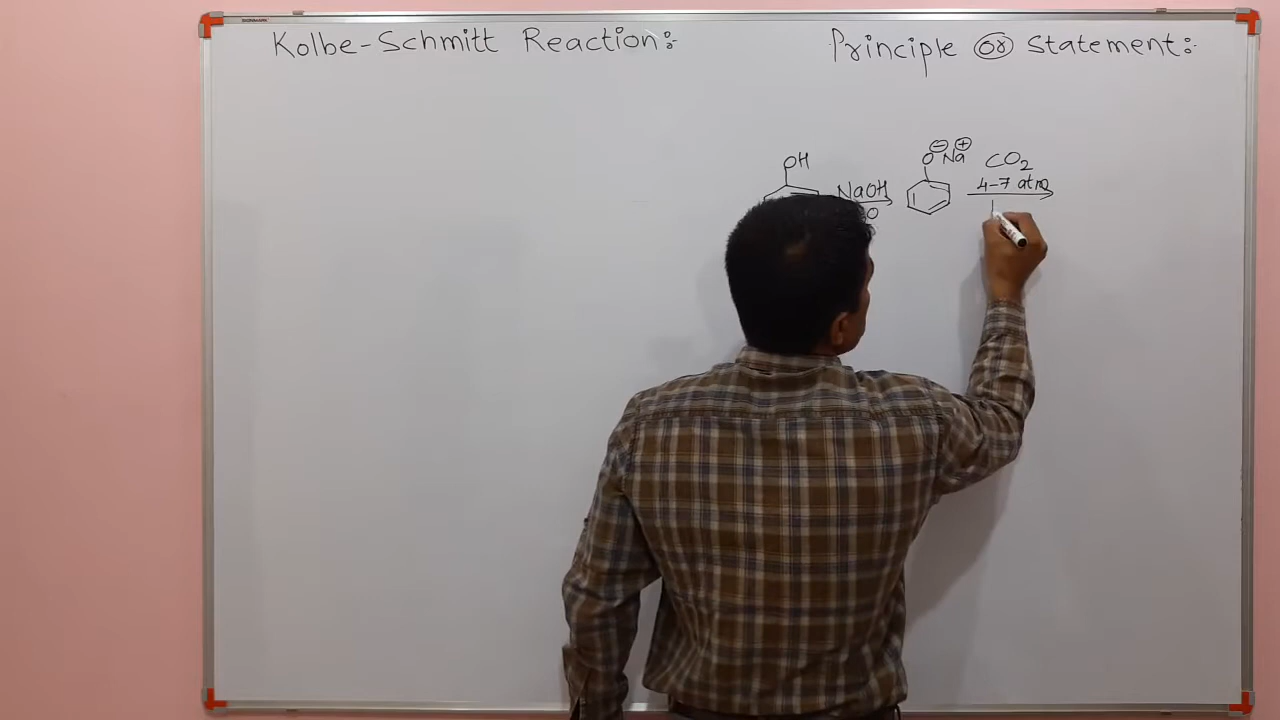 Kolbe-Schmitt Reaction:-
Principle or Statement:-
OH
NaOH
O
O⊖ Na⊕
CO2
4-7 atm